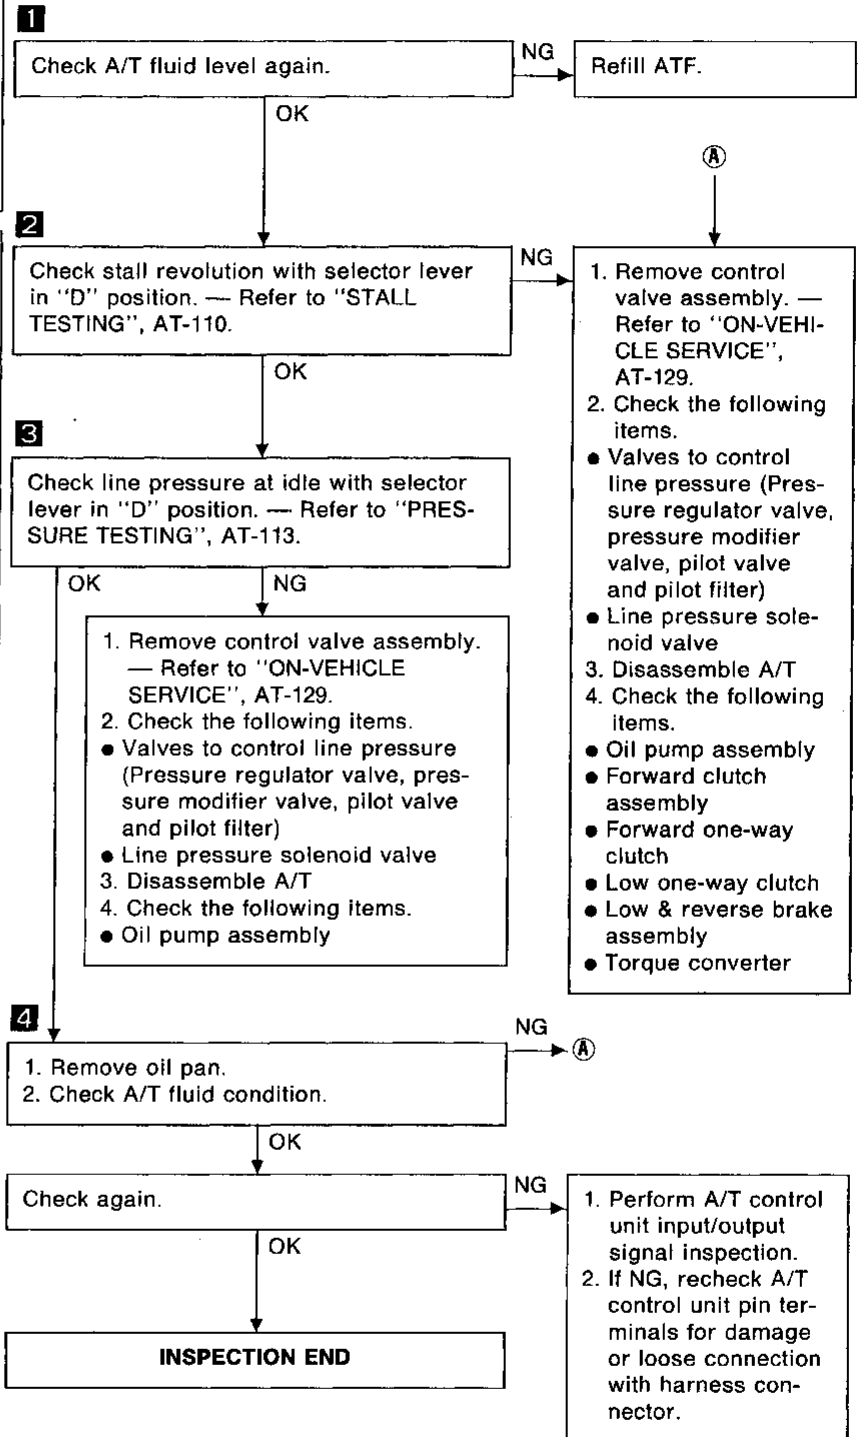 1
Check A/T fluid level again.
NG
Refill ATF.
OK
Ⓐ
2
Check stall revolution with selector lever
in "D" position. — Refer to "STALL
TESTING", AT-110.
NG
1. Remove control
valve assembly. —
Refer to "ON-VEHI-
CLE SERVICE",
AT-129.
2. Check the following
items.
● Valves to control
line pressure (Pres-
sure regulator valve,
pressure modifier
valve, pilot valve
and pilot filter)
● Line pressure sole-
noid valve
3. Disassemble A/T
4. Check the following
items.
● Oil pump assembly
● Forward clutch
assembly
● Forward one-way
clutch
● Low one-way clutch
● Low & reverse brake
assembly
● Torque converter
OK
3
Check line pressure at idle with selector
lever in "D" position. — Refer to "PRES-
SURE TESTING", AT-113.
OK
NG
1. Remove control valve assembly.
— Refer to "ON-VEHICLE
SERVICE", AT-129.
2. Check the following items.
● Valves to control line pressure
(Pressure regulator valve, pres-
sure modifier valve, pilot valve
and pilot filter)
● Line pressure solenoid valve
3. Disassemble A/T
4. Check the following items.
● Oil pump assembly
4
1. Remove oil pan.
2. Check A/T fluid condition.
NG
Ⓐ
OK
Check again.
NG
1. Perform A/T control
unit input/output
signal inspection.
2. If NG, recheck A/T
control unit pin ter-
minals for damage
or loose connection
with harness con-
nector.
OK
INSPECTION END